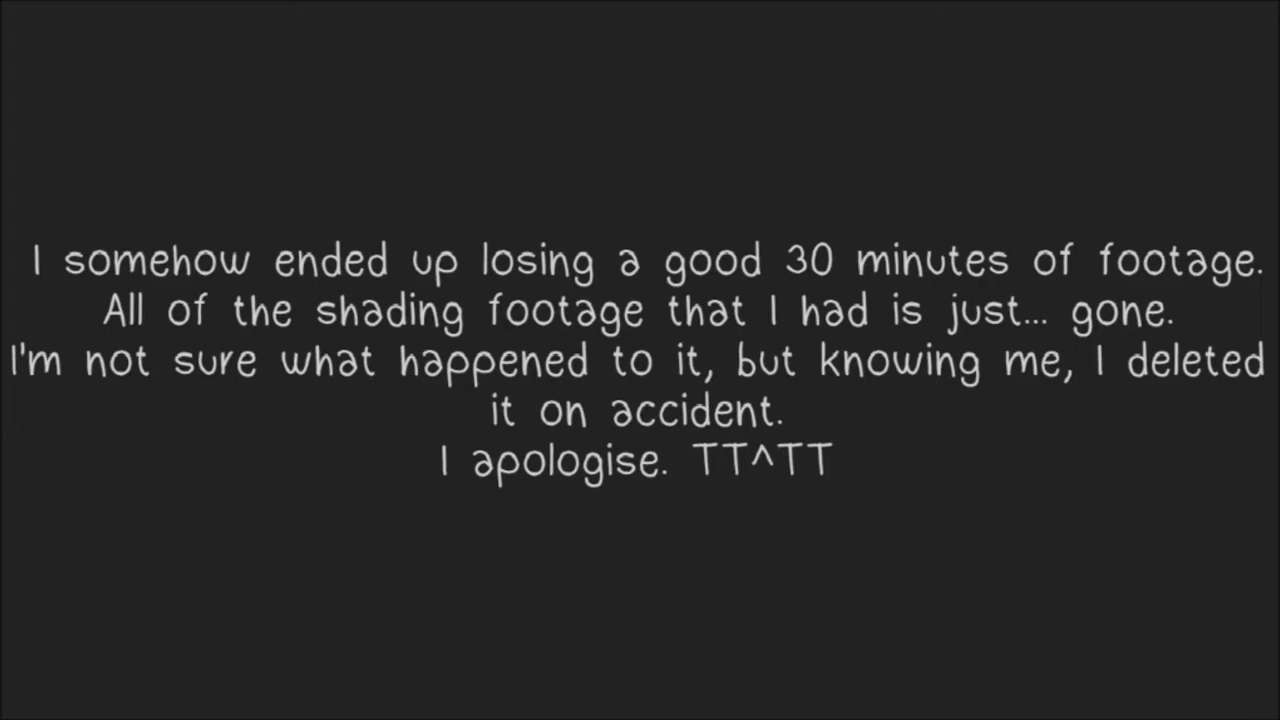 I somehow ended up losing a good 30 minutes of footage.
All of the shading footage that I had is just... gone.
I'm not sure what happened to it, but knowing me, I deleted
it on accident.
I apologise. TT^TT